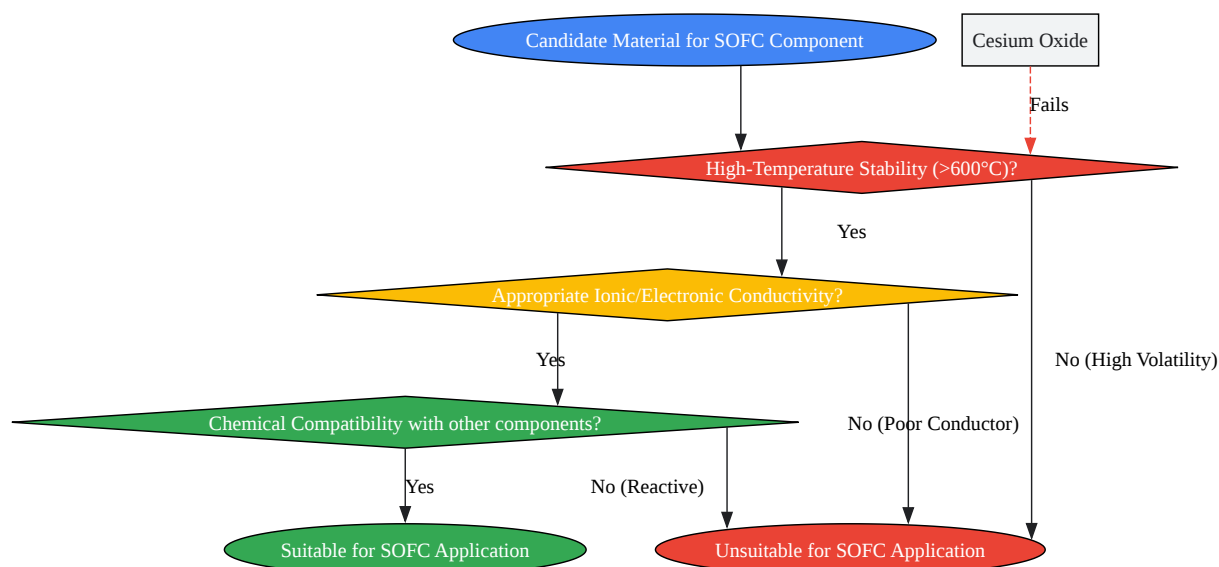 Candidate Material for SOFC Component
Cesium Oxide
Fails
High-Temperature Stability (>600°C)?
Yes
Appropriate Ionic/Electronic Conductivity?
Yes
No (High Volatility)
Chemical Compatibility with other components?
No (Poor Conductor)
Yes
No (Reactive)
Suitable for SOFC Application
Unsuitable for SOFC Application